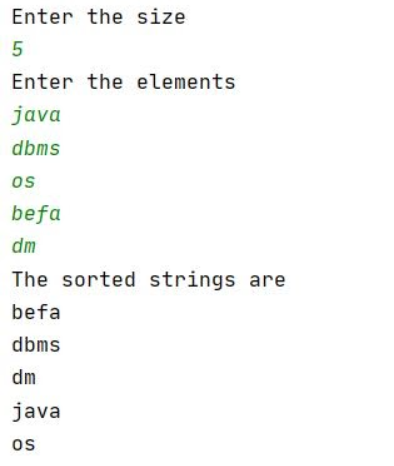 Enter the size
5
Enter the elements
java
dbms
os
befa
dm
The sorted strings are
befa
dbms
dm
java
os